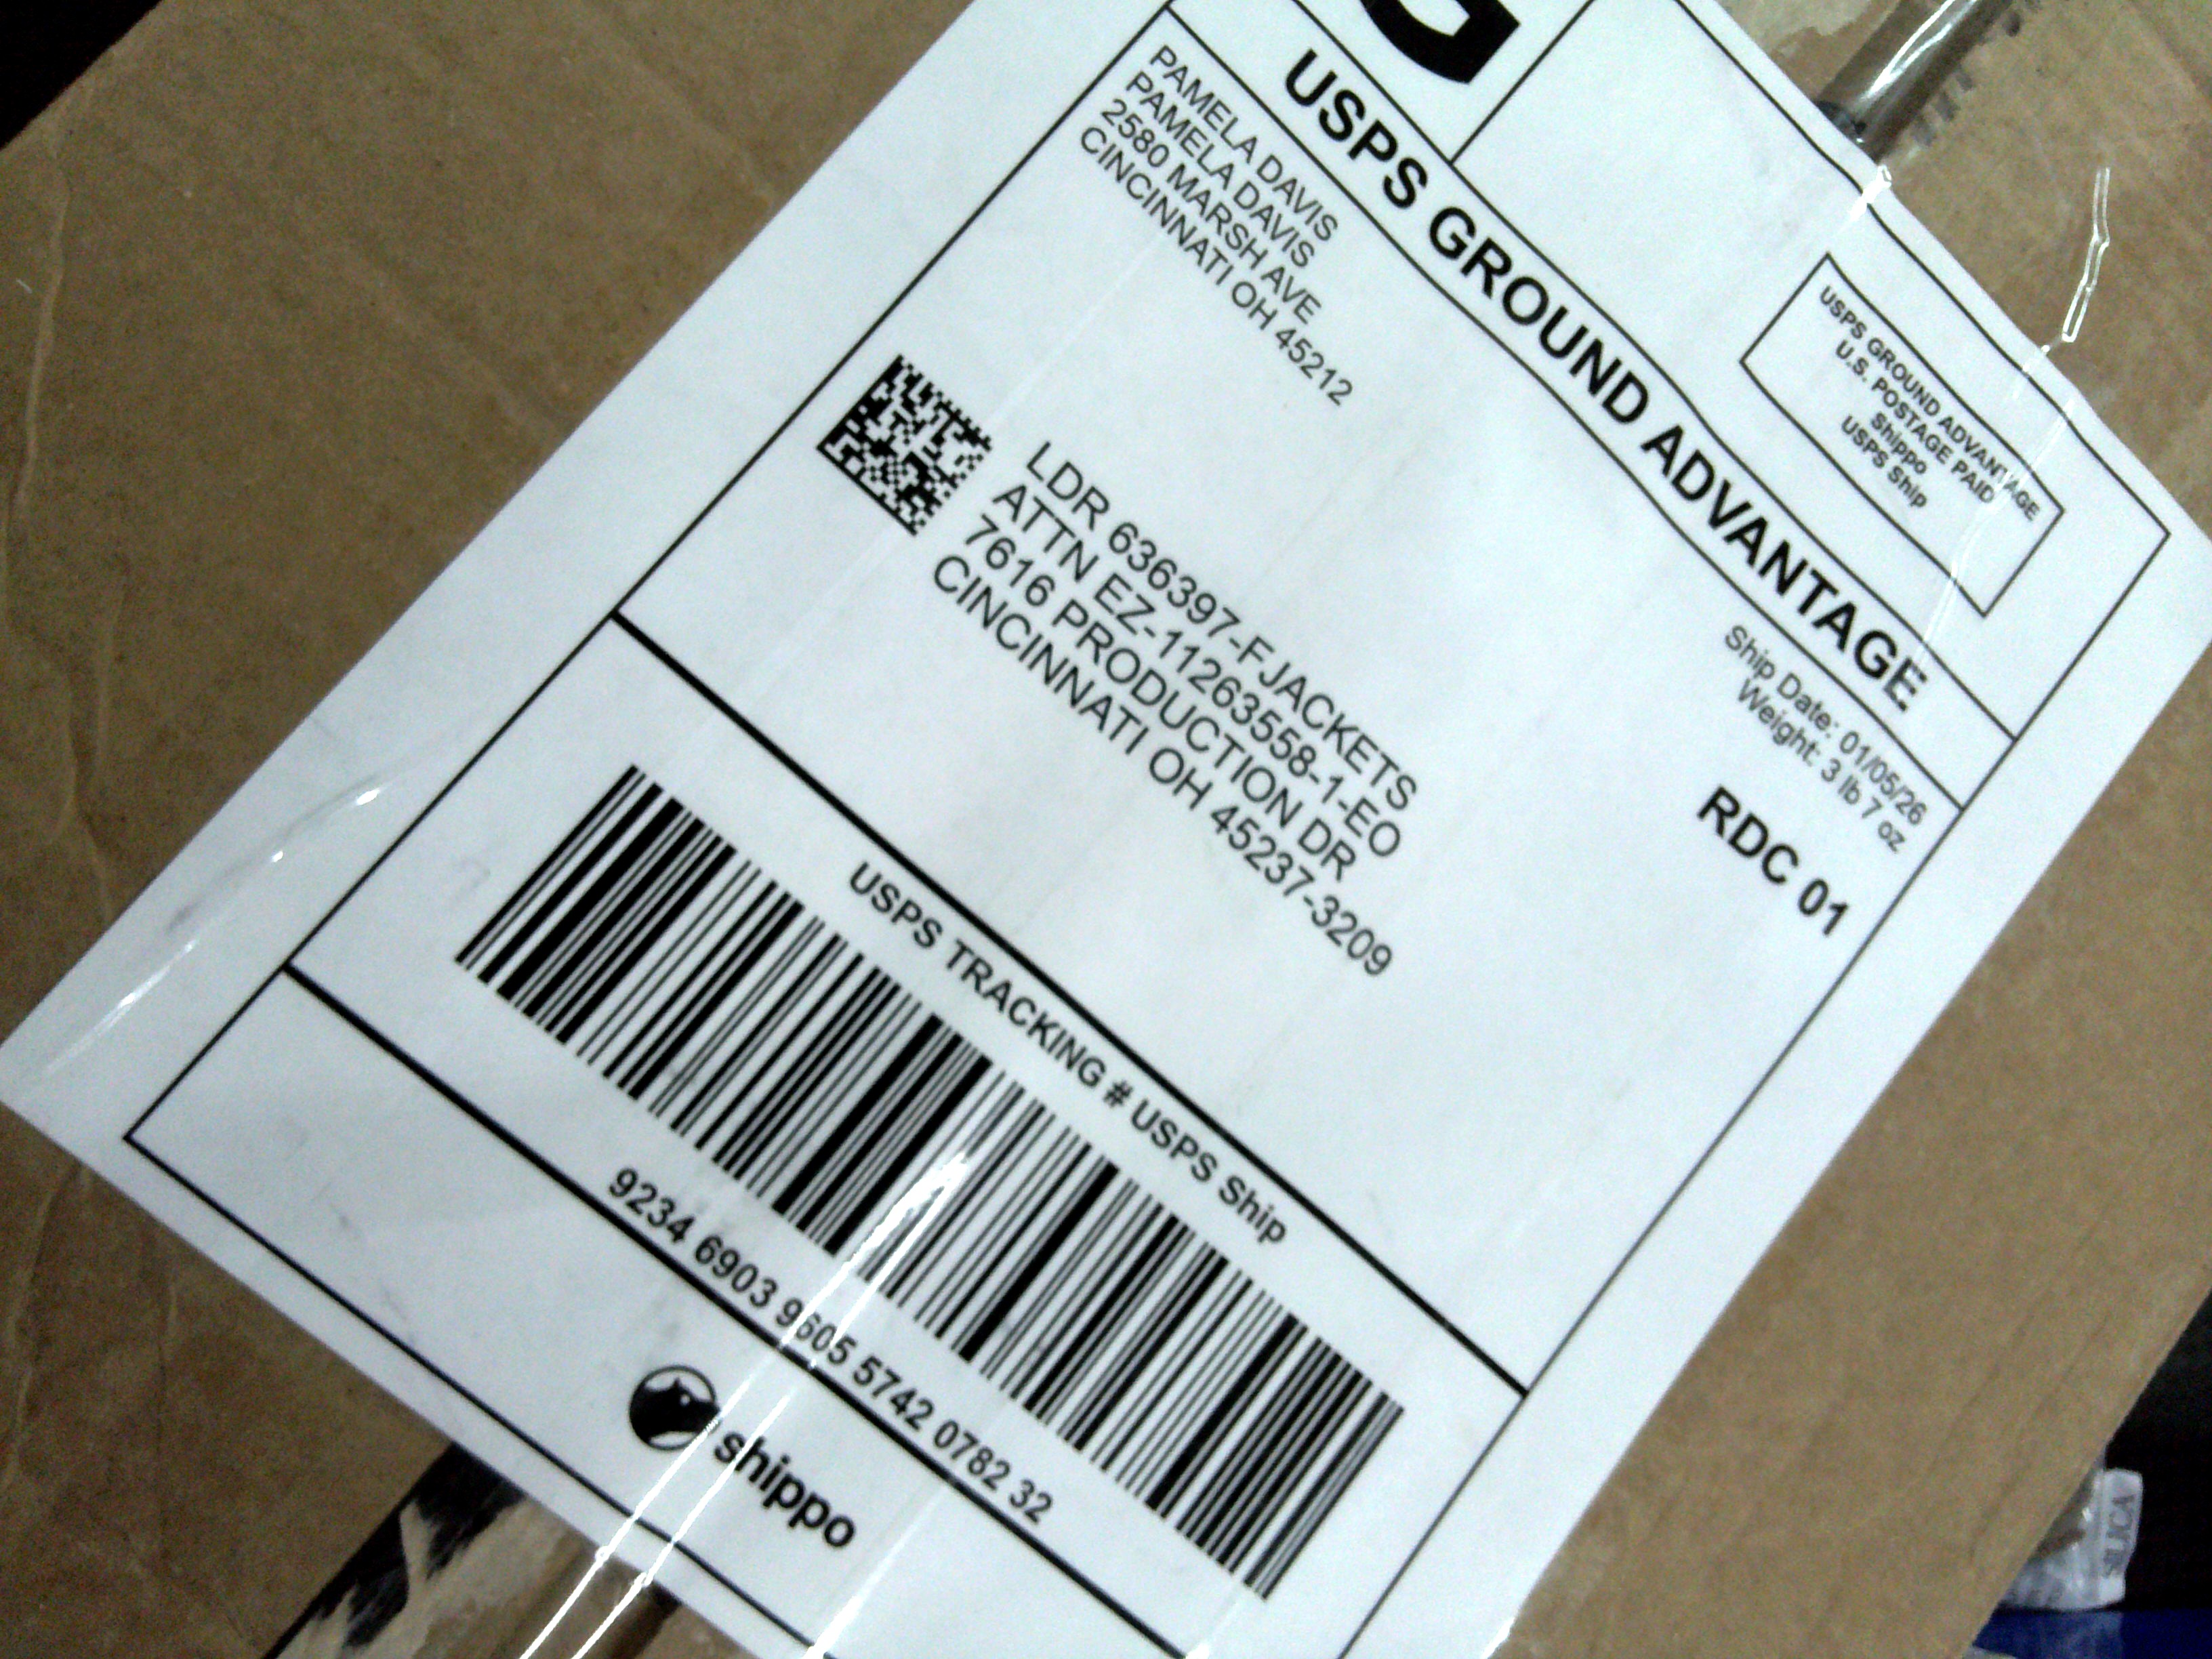 USPS GROUND ADVANTAGE
U.S. POSTAGE PAID
Shippo
USPS Ship
USPS GROUND ADVANTAGE
PAMELA DAVIS
PAMELA DAVIS
2580 MARSH AVE
CINCINNATI OH 45212
Ship Date: 01/05/26
Weight: 3 lb 7 oz
RDC 01
LDR 636397-FJACKETS
ATTN EZ-11263558-1-EO
7616 PRODUCTION DR
CINCINNATI OH 45237-3209
USPS TRACKING # USPS Ship
9234 6903 9605 5742 0782 32
shippo
SILICA